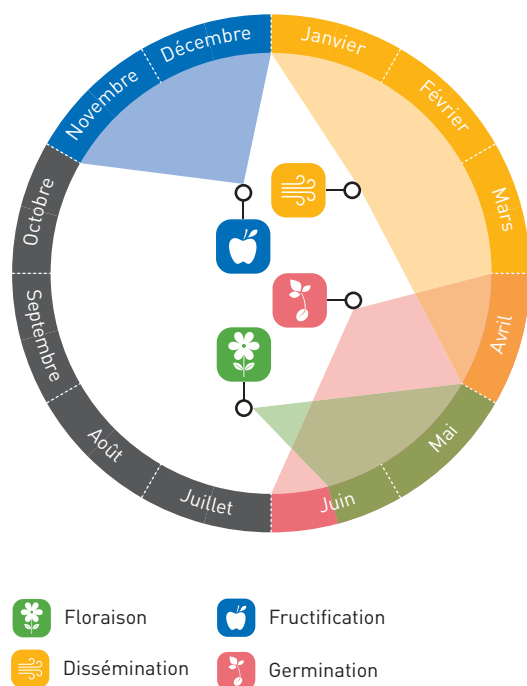 Janvier
Février
Mars
Avril
Mai
Juin
Juillet
Août
Septembre
Octobre
Novembre
Décembre
Floraison
Fructification
Dissémination
Germination